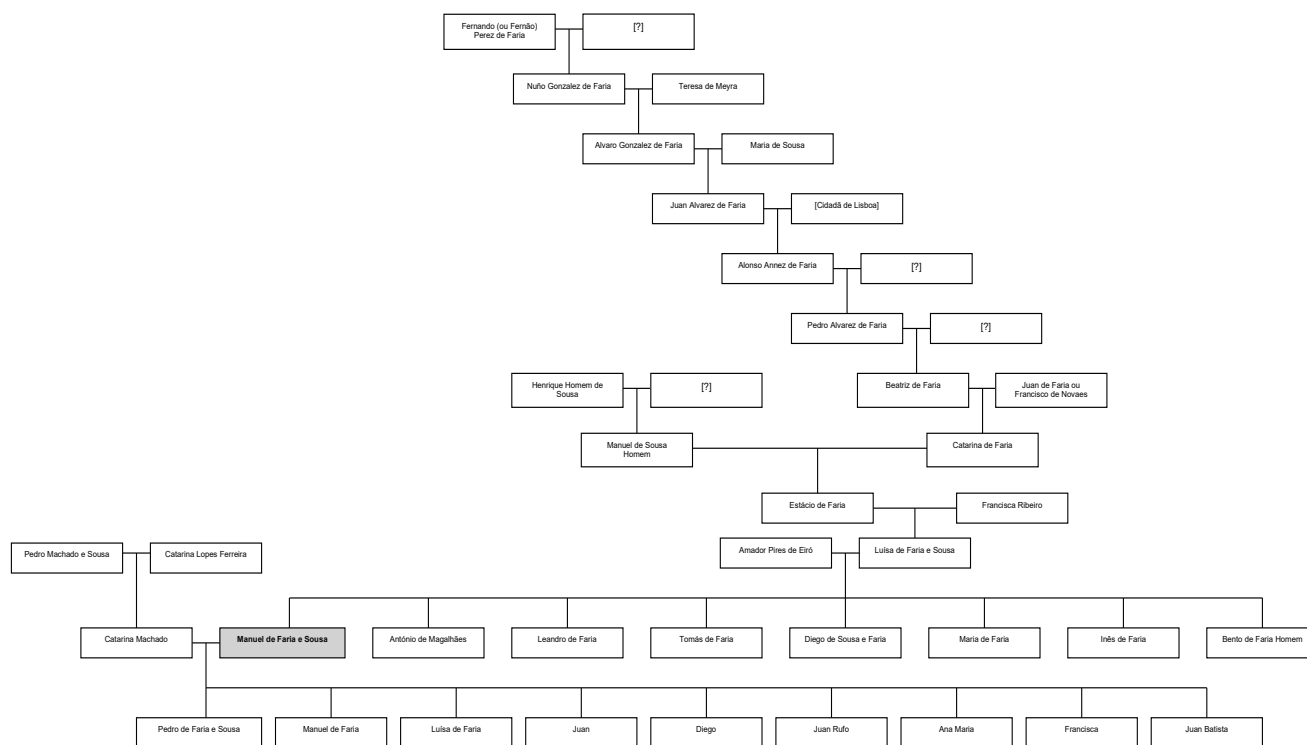 Fernando (ou Fernão)
Perez de Faria
[?]
Nuño Gonzalez de Faria
Teresa de Meyra
Alvaro Gonzalez de Faria
Maria de Sousa
Juan Alvarez de Faria
[Cidadã de Lisboa]
Alonso Annez de Faria
[?]
Pedro Alvarez de Faria
[?]
Henrique Homem de
Sousa
[?]
Beatriz de Faria
Juan de Faria ou
Francisco de Novaes
Manuel de Sousa
Homem
Catarina de Faria
Estácio de Faria
Francisca Ribeiro
Pedro Machado e Sousa
Catarina Lopes Ferreira
Amador Pires de Eiró
Luísa de Faria e Sousa
Catarina Machado
Manuel de Faria e Sousa
António de Magalhães
Leandro de Faria
Tomás de Faria
Diego de Sousa e Faria
Maria de Faria
Inês de Faria
Bento de Faria Homem
Pedro de Faria e Sousa
Manuel de Faria
Luísa de Faria
Juan
Diego
Juan Rufo
Ana Maria
Francisca
Juan Batista